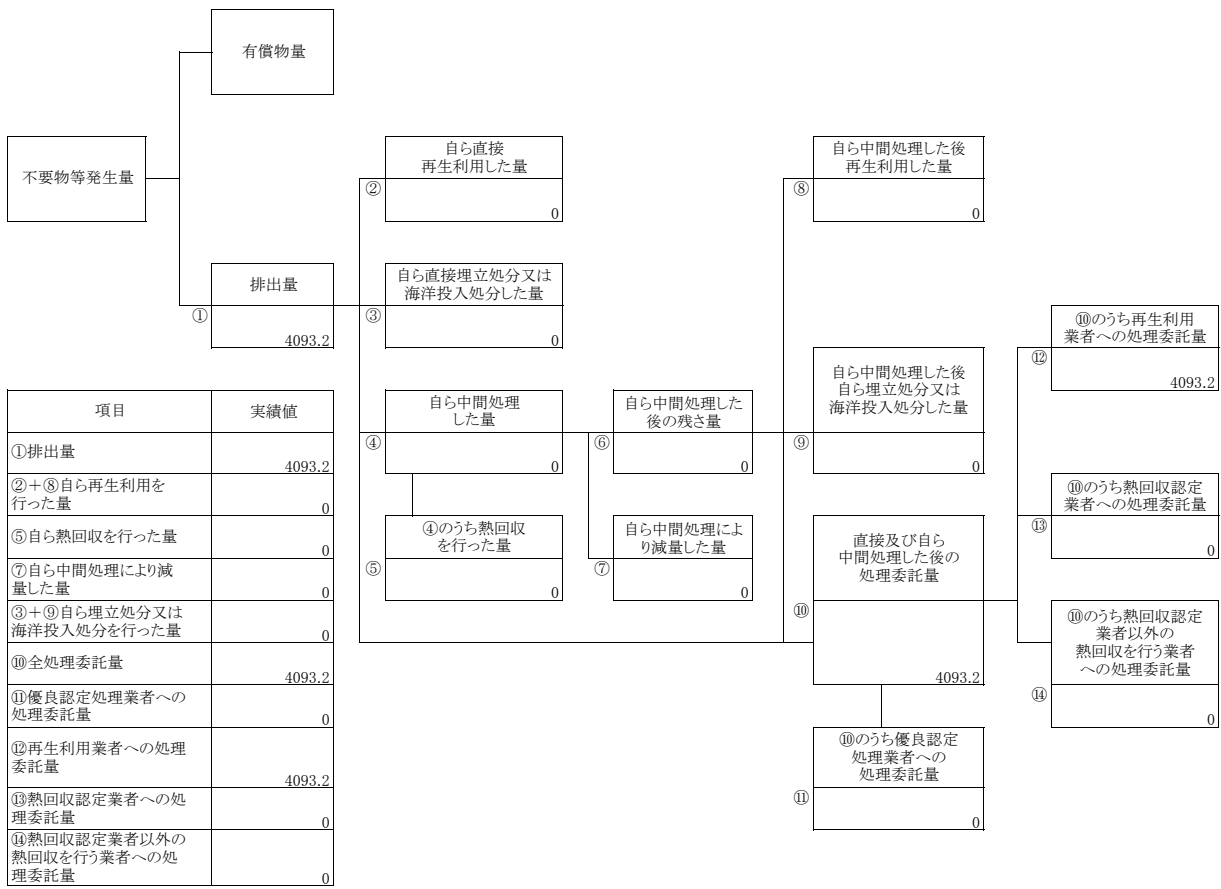 有償物量
不要物等発生量
自ら直接
再生利用した量
②
0
自ら中間処理した後
再生利用した量
⑧
0
排出量
①
4093.2
自ら直接埋立処分又は
海洋投入処分した量
③
0
⑩のうち再生利用
業者への処理委託量
⑫
4093.2
自ら中間処理
した量
④
0
自ら中間処理した
後の残さ量
⑥
0
自ら中間処理した後
自ら埋立処分又は
海洋投入処分した量
⑨
0
⑩のうち熱回収認定
業者への処理委託量
⑬
0
④のうち熱回収
を行った量
⑤
0
自ら中間処理によ
り減量した量
⑦
0
直接及び自ら
中間処理した後の
処理委託量
⑩
4093.2
⑩のうち熱回収認定
業者以外の
熱回収を行う業者
への処理委託量
⑭
0
⑩のうち優良認定
処理業者への
処理委託量
⑪
0
項目 実績値
①排出量
4093.2
②+⑧自ら再生利用を
行った量
0
⑤自ら熱回収を行った量
0
⑦自ら中間処理により減
量した量
0
③+⑨自ら埋立処分又は
海洋投入処分を行った量
0
⑩全処理委託量
4093.2
⑪優良認定処理業者への
処理委託量
0
⑫再生利用業者への処理
委託量
4093.2
⑬熱回収認定業者への処
理委託量
0
⑭熱回収認定業者以外の
熱回収を行う業者への処
理委託量
0